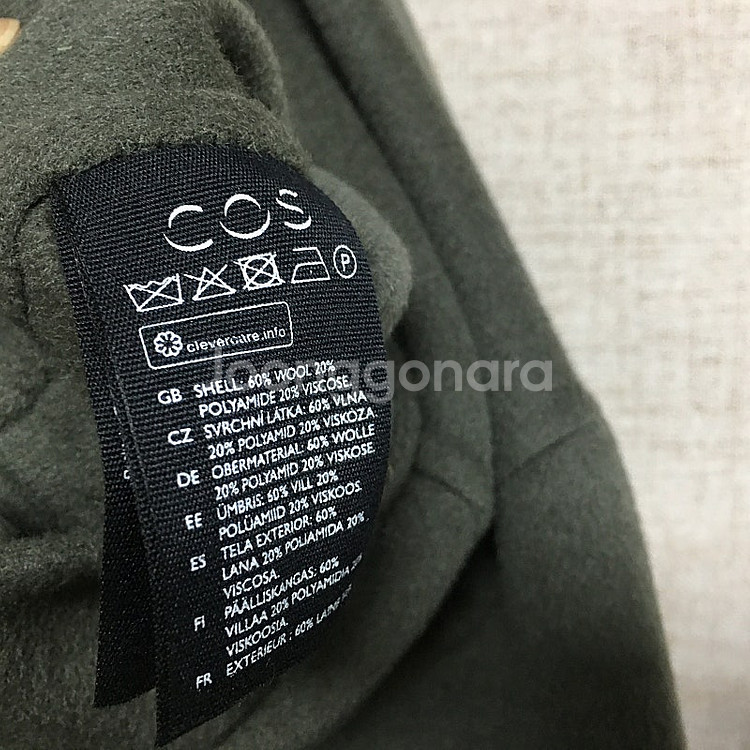 COS
P
clevercare.info
Joonggonara
GB SHELL: 60% WOOL 20%
POLYAMIDE 20% VISCOSE.
CZ SVRCHNÍ LÁTKA: 60% VLNA
20% POLYAMID 20% VISKÓZA.
DE OBERMATERIAL: 60% WOLLE
20% POLYAMID 20% VISKOSE.
EE ÜMBRIS: 60% VILL 20%
POLÜAMIID 20% VISKOOS.
ES TELA EXTERIOR: 60%
LANA 20% POLIAMIDA 20%
VISCOSA.
FI PÄÄLLISKANGAS: 60%
VILLAA 20% POLYAMIDIA 20%
VISKOOSIA.
FR EXTERIEUR : 60% LAINE